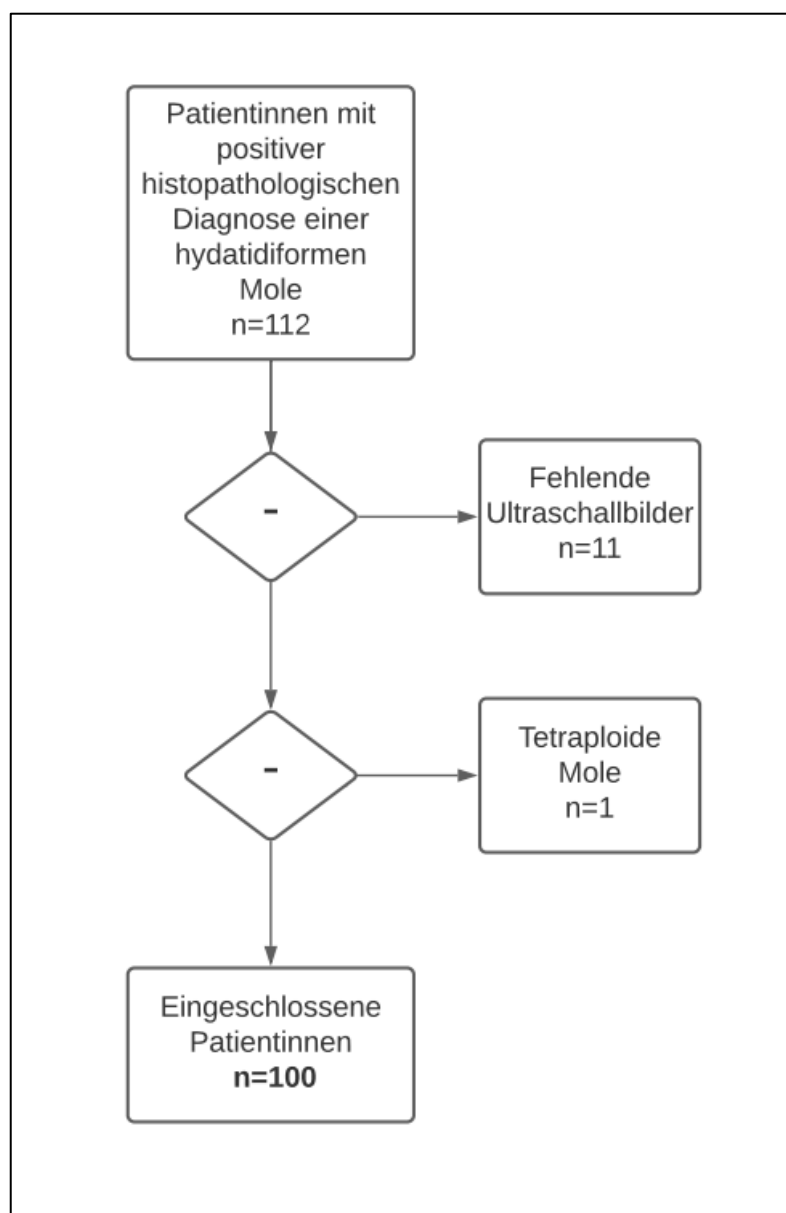 Patientinnen mit
positiver
histopathologischen
Diagnose einer
hydatidiformen
Mole
n=112
-
Fehlende
Ultraschallbilder
n=11
-
Tetraploide
Mole
n=1
Eingeschlossene
Patientinnen
n=100